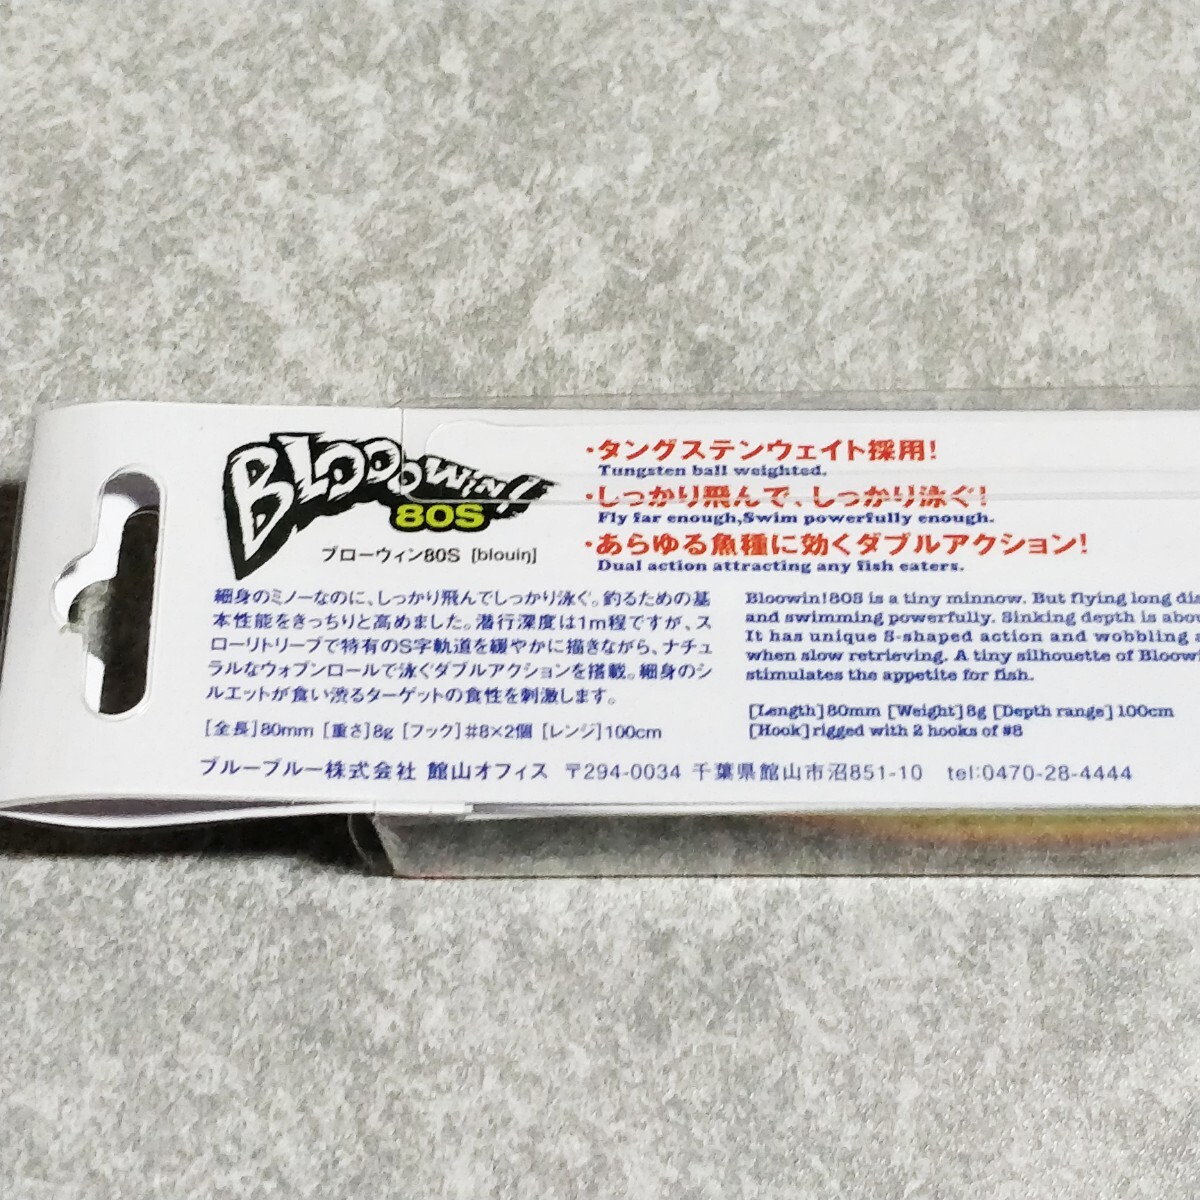 BLOOOWIN!
80S
ブローウィン80S [blouiŋ]
・タングステンウェイト採用!
Tungsten ball weighted.
・しっかり飛んで、しっかり泳ぐ!
Fly far enough,Swim powerfully enough.
・あらゆる魚種に効くダブルアクション!
Dual action attracting any fish eaters.
細身のミノーなのに、しっかり飛んでしっかり泳ぐ。釣るための基
本性能をきっちりと高めました。潜行深度は1m程ですが、ス
ローリトリーブで特有のS字軌道を緩やかに描きながら、ナチュ
ラルなウォブンロールで泳ぐダブルアクションを搭載。細身のシ
ルエットが食い渋るターゲットの食性を刺激します。
[全長]80mm [重さ]8g [フック]#8×2個 [レンジ]100cm
Bloowin!80S is a tiny minnow. But flying long
and swimming powerfully. Sinking depth is
It has unique S-shaped action and wobbling
when slow retrieving. A tiny silhouette of
stimulates the appetite for fish.
[Length]80mm [Weight]8g [Depth range]100cm
[Hook]rigged with 2 hooks of #8
ブルーブルー株式会社 館山オフィス 〒294-0034 千葉県館山市沼851-10 tel:0470-28-4444